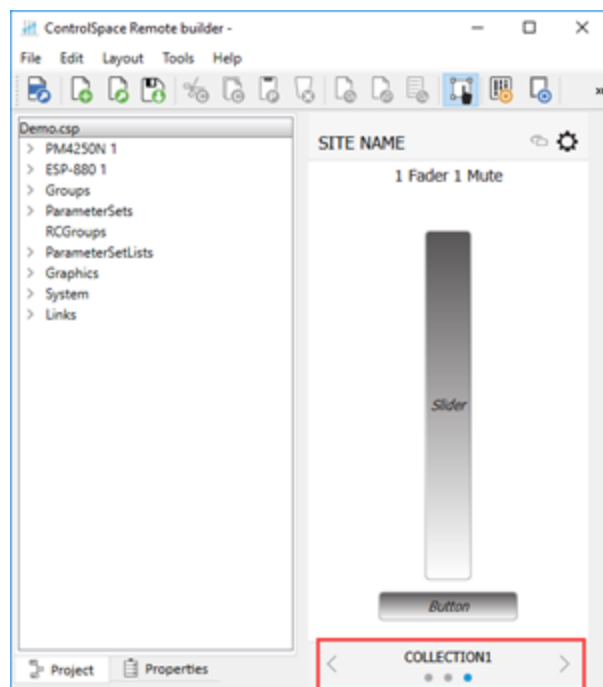 ControlSpace Remote builder -
File Edit Layout Tools Help
»
Demo.csp
> PM4250N 1
> ESP-880 1
> Groups
> ParameterSets
RCGroups
> ParameterSetLists
> Graphics
> System
> Links
Project Properties
SITE NAME
1 Fader 1 Mute
Slider
Button
< COLLECTION1 >